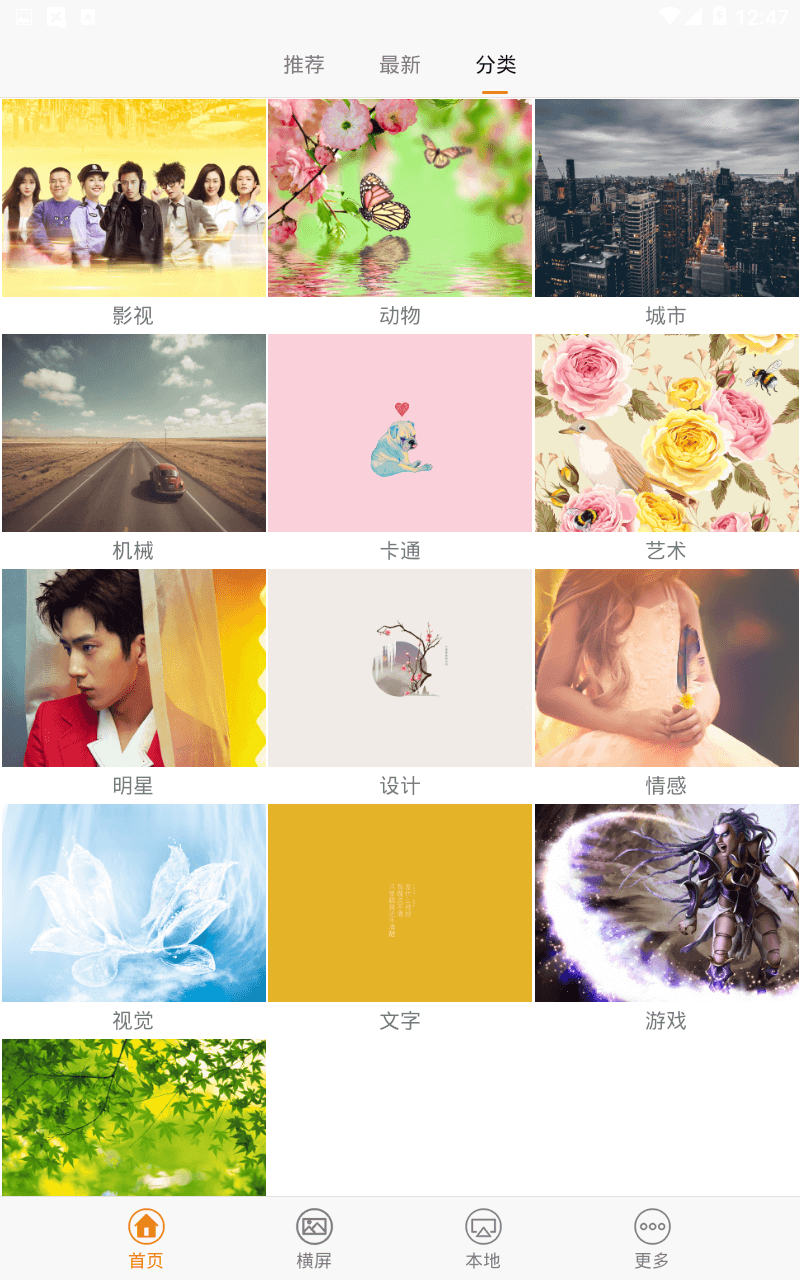 12:47
推荐 最新 分类
影视 动物 城市
机械 卡通 艺术
明星 设计 情感
视觉 文字 游戏
首页 横屏 本地 更多